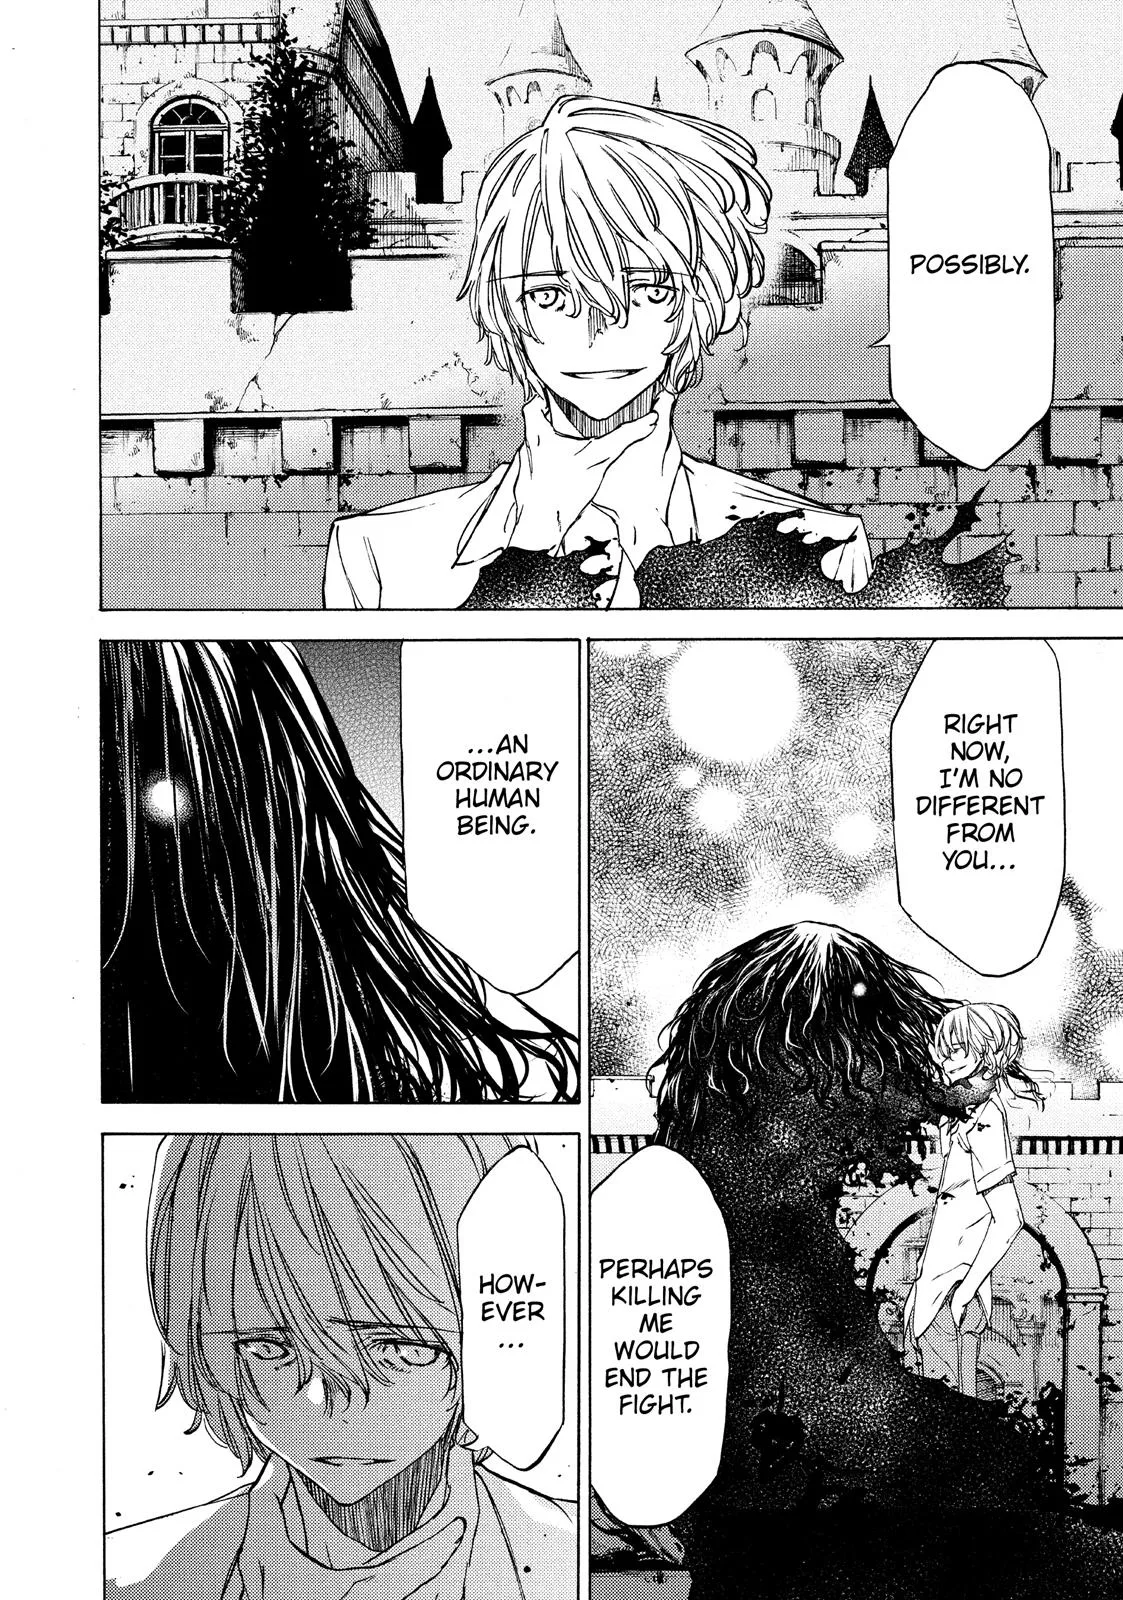 POSSIBLY.
RIGHT
NOW,
I'M NO
DIFFERENT
FROM
YOU...
...AN
ORDINARY
HUMAN
BEING.
PERHAPS
KILLING
ME
WOULD
END THE
FIGHT.
HOW-
EVER
...